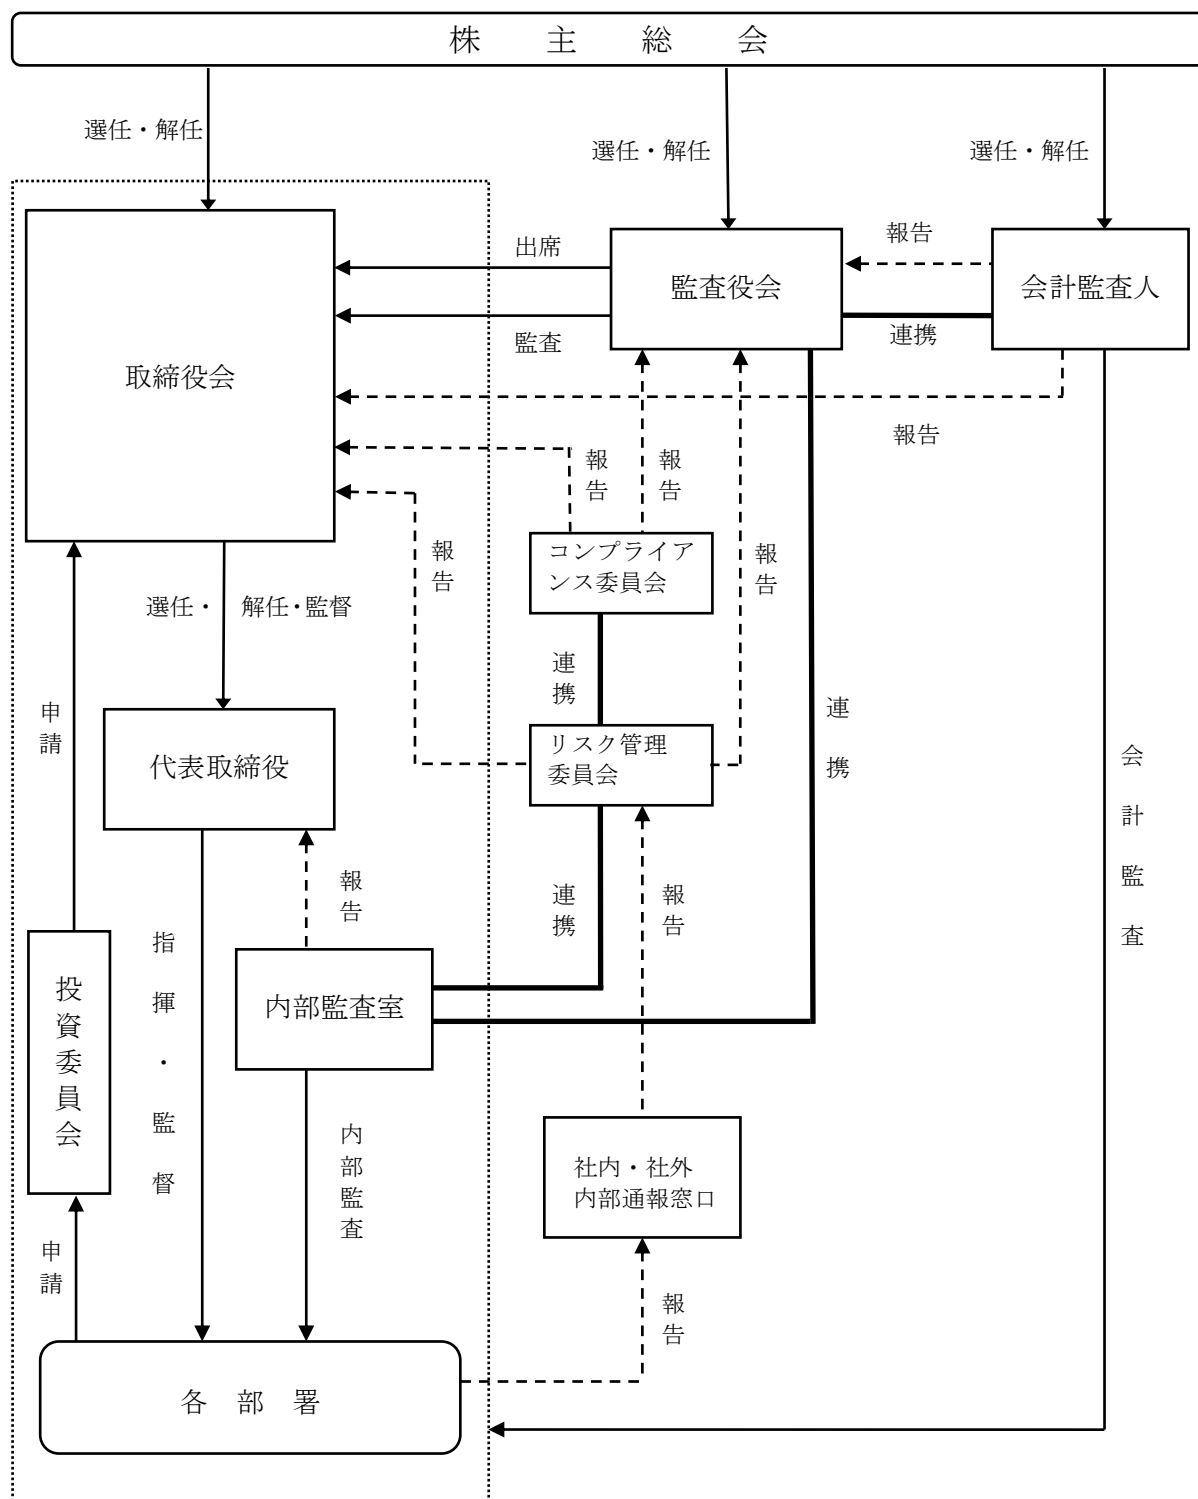 株主総会
選任・解任
選任・解任
選任・解任
出席
報告
監査役会
会計監査人
監査
連携
取締役会
報告
報告
報告
報告
コンプライア
ンス委員会
報告
選任・解任・監督
連携
申請
連携
リスク管理
委員会
代表取締役
会計監査
報告
連携
報告
指揮・監督
投資委員会
内部監査室
内部監査
社内・社外
内部通報窓口
申請
報告
各部署